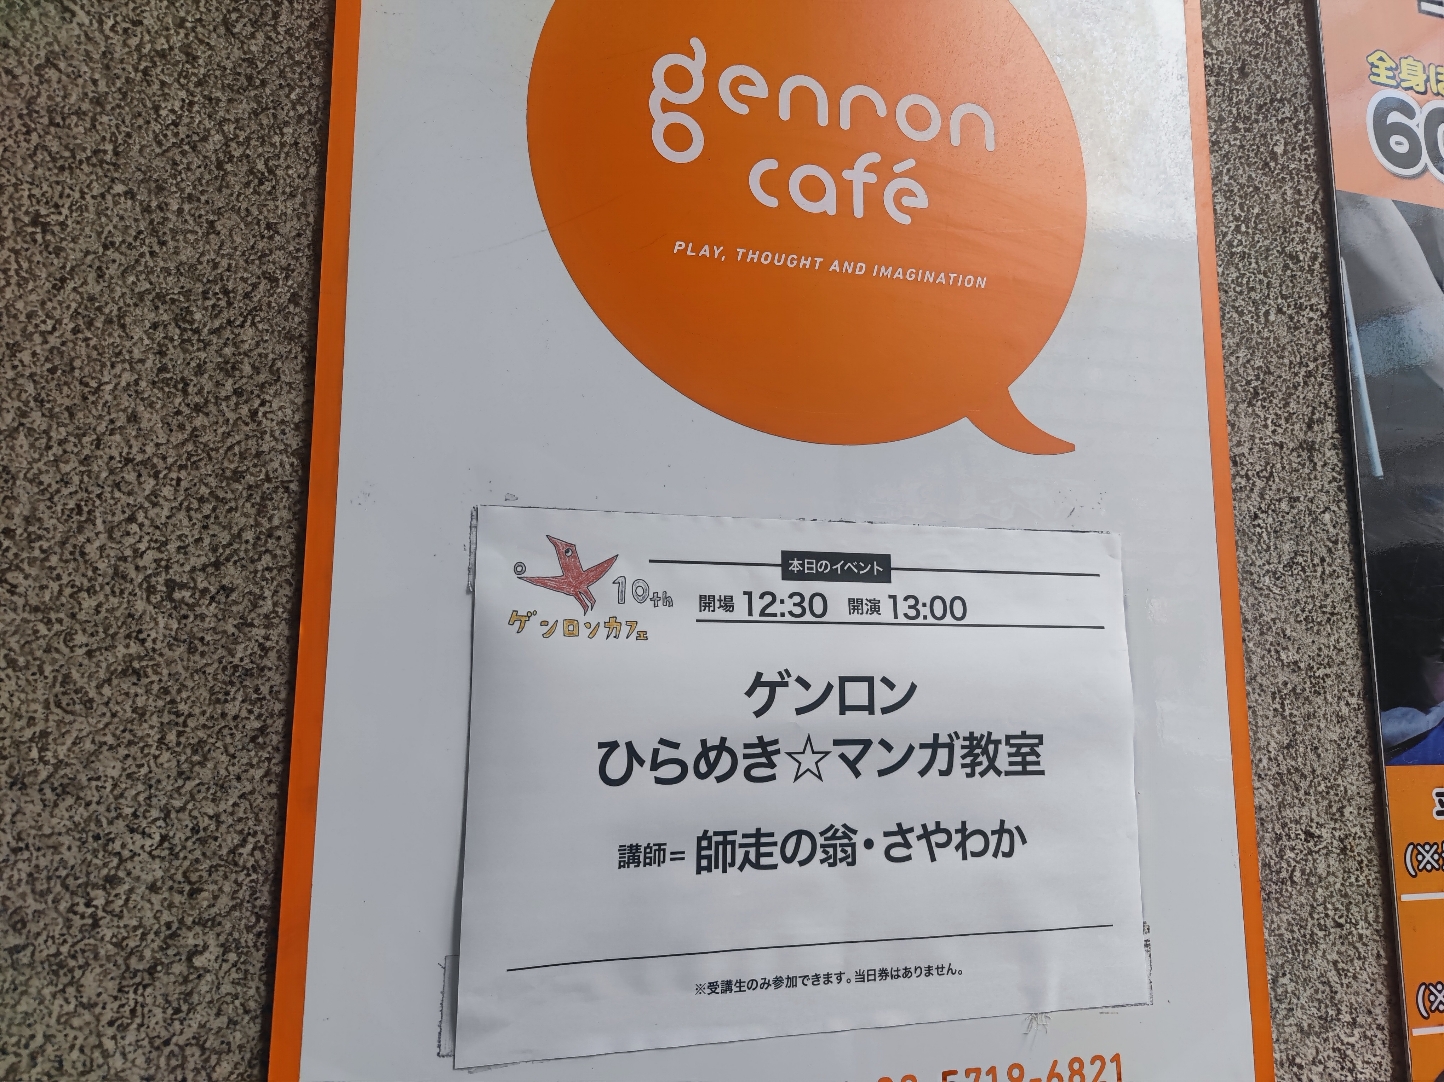 genron
café
PLAY, THOUGHT AND IMAGINATION
10th
ゲンロンカフェ
本日のイベント
開場 12:30 開演 13:00
ゲンロン
ひらめき☆マンガ教室
講師= 師走の翁・さやわか
※受講生のみ参加できます。当日券はありません。
5719-6821
全身
60
(※
(※